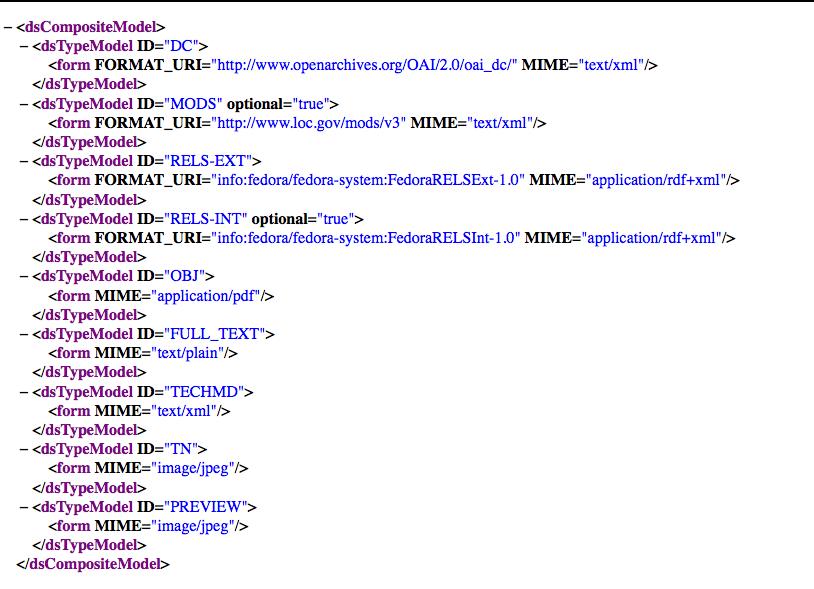 – <dsCompositeModel>
– <dsTypeModel ID="DC">
<form FORMAT_URI="http://www.openarchives.org/OAI/2.0/oai_dc/" MIME="text/xml"/>
</dsTypeModel>
– <dsTypeModel ID="MODS" optional="true">
<form FORMAT_URI="http://www.loc.gov/mods/v3" MIME="text/xml"/>
</dsTypeModel>
– <dsTypeModel ID="RELS-EXT">
<form FORMAT_URI="info:fedora/fedora-system:FedoraRELSExt-1.0" MIME="application/rdf+xml"/>
</dsTypeModel>
– <dsTypeModel ID="RELS-INT" optional="true">
<form FORMAT_URI="info:fedora/fedora-system:FedoraRELSInt-1.0" MIME="application/rdf+xml"/>
</dsTypeModel>
– <dsTypeModel ID="OBJ">
<form MIME="application/pdf"/>
</dsTypeModel>
– <dsTypeModel ID="FULL_TEXT">
<form MIME="text/plain"/>
</dsTypeModel>
– <dsTypeModel ID="TECHMD">
<form MIME="text/xml"/>
</dsTypeModel>
– <dsTypeModel ID="TN">
<form MIME="image/jpeg"/>
</dsTypeModel>
– <dsTypeModel ID="PREVIEW">
<form MIME="image/jpeg"/>
</dsTypeModel>
</dsCompositeModel>